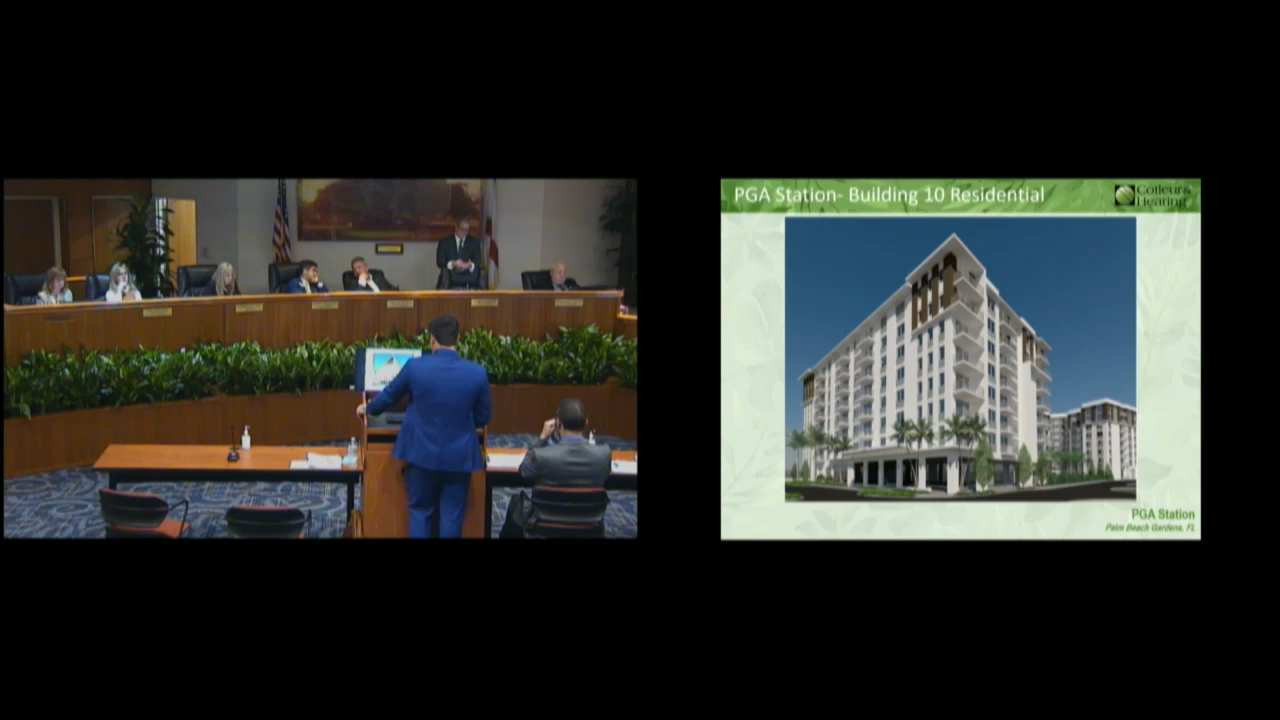 PGA Station- Building 10 Residential
Cotleur&
Hearing
PGA Station
Palm Beach Gardens, FL